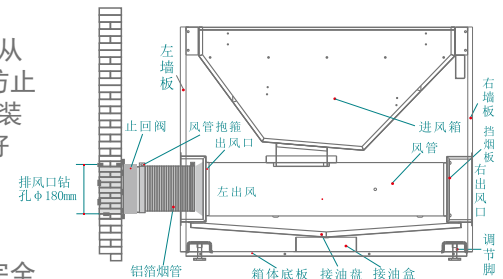 从
防止
装
好
左墙板
右墙板
止回阀
风管抱箍
出风口
进风箱
挡烟板
风管
右出风口
排风口钻
孔φ180mm
左出风
铝箔烟管
箱体底板
接油盘
接油盒
调节脚